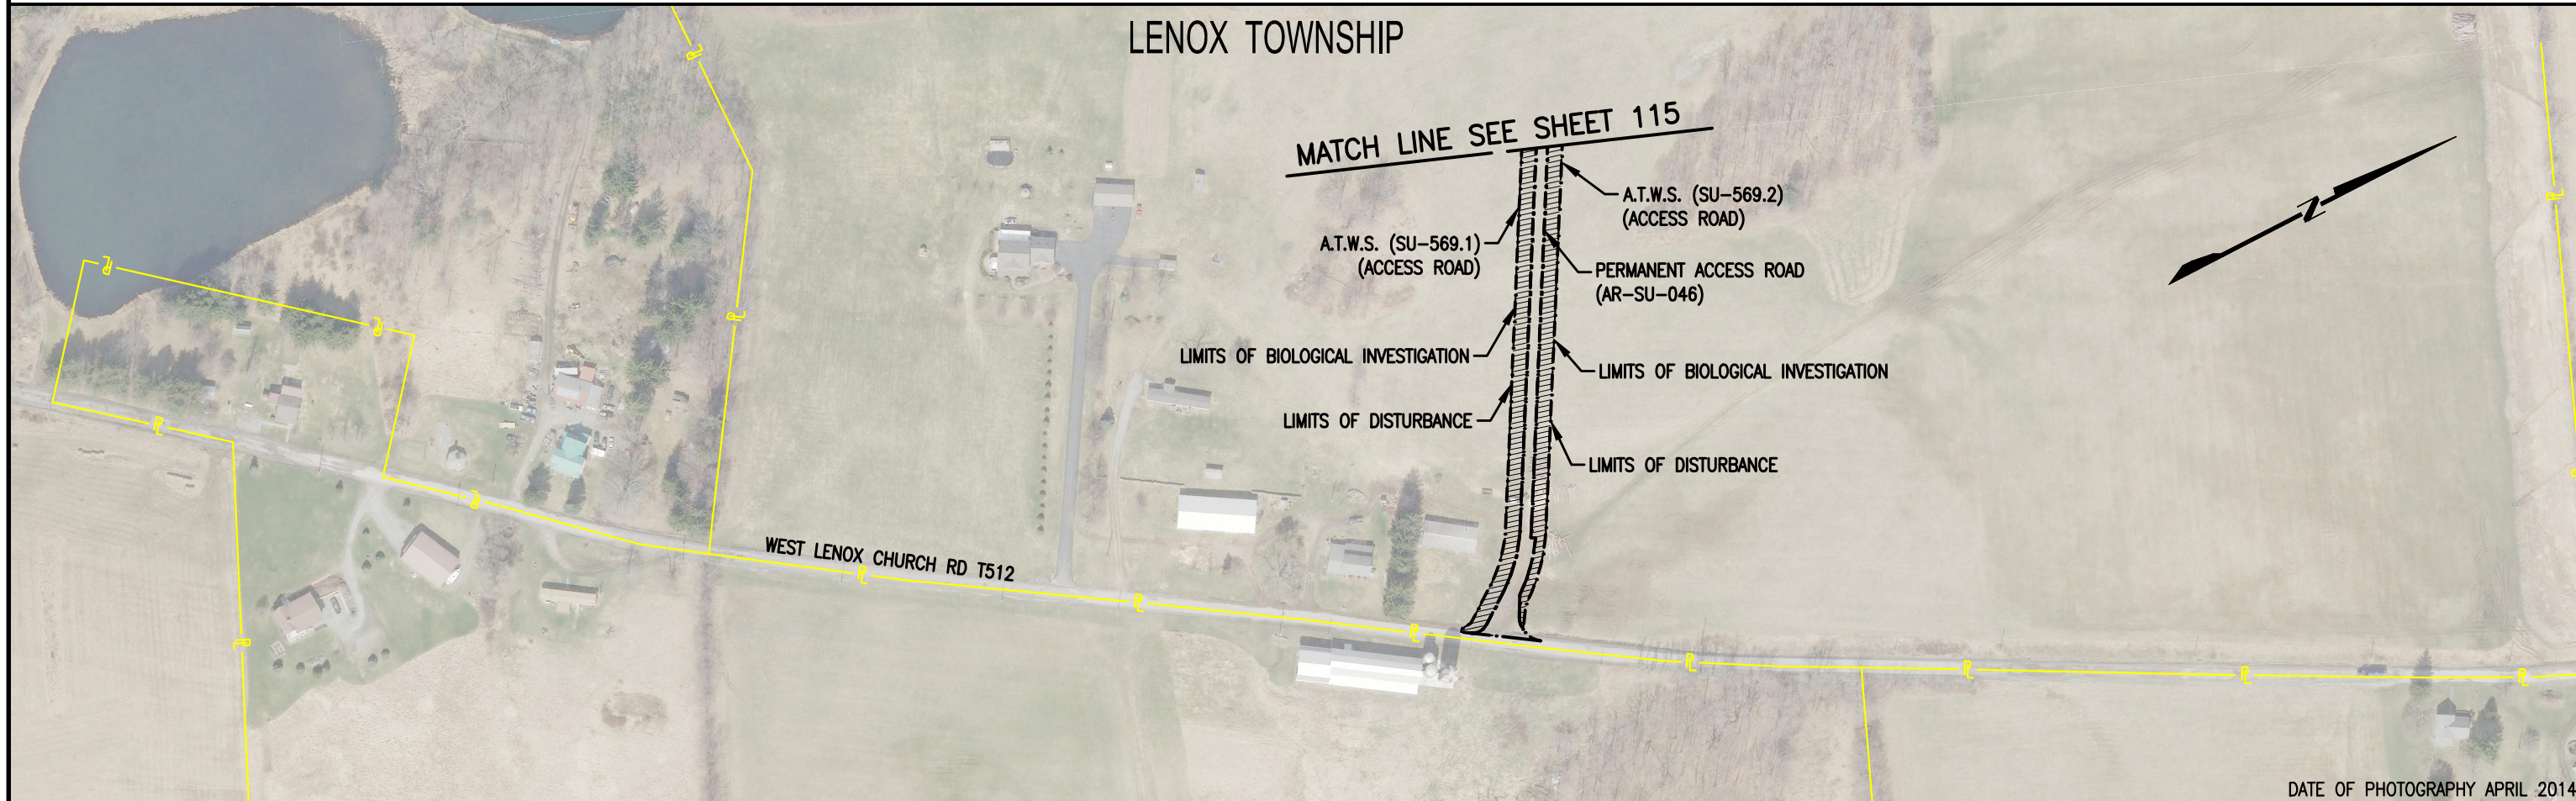 LENOX TOWNSHIP
MATCH LINE SEE SHEET 115
A.T.W.S. (SU-569.2)
(ACCESS ROAD)
A.T.W.S. (SU-569.1)
(ACCESS ROAD)
PERMANENT ACCESS ROAD
(AR-SU-046)
LIMITS OF BIOLOGICAL INVESTIGATION
LIMITS OF BIOLOGICAL INVESTIGATION
LIMITS OF DISTURBANCE
LIMITS OF DISTURBANCE
WEST LENOX CHURCH RD T512
N
DATE OF PHOTOGRAPHY APRIL 2014